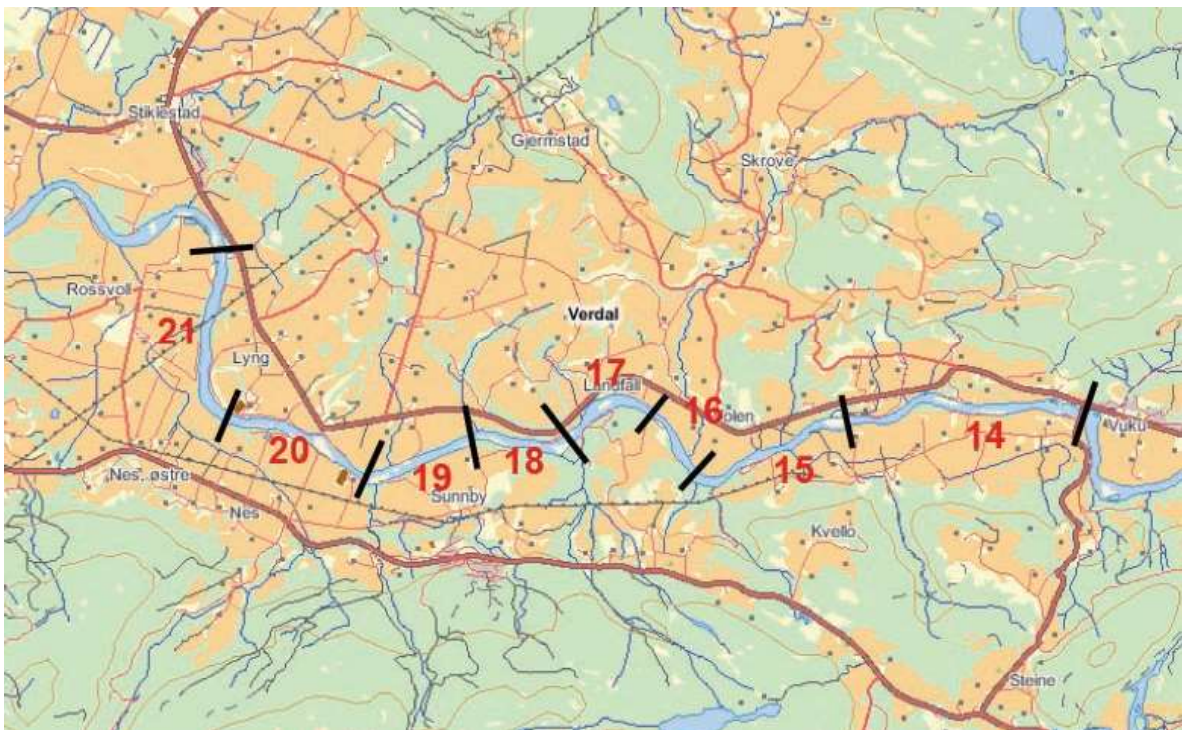 Stiklestad
Gjermstad
Skrove
Rossvoll
Verdal
21
Lyng
17
Landfall
16
14
Vuku
20
18
15
19
Nes, østre
Sunnby
Nes
Kvello
Steine